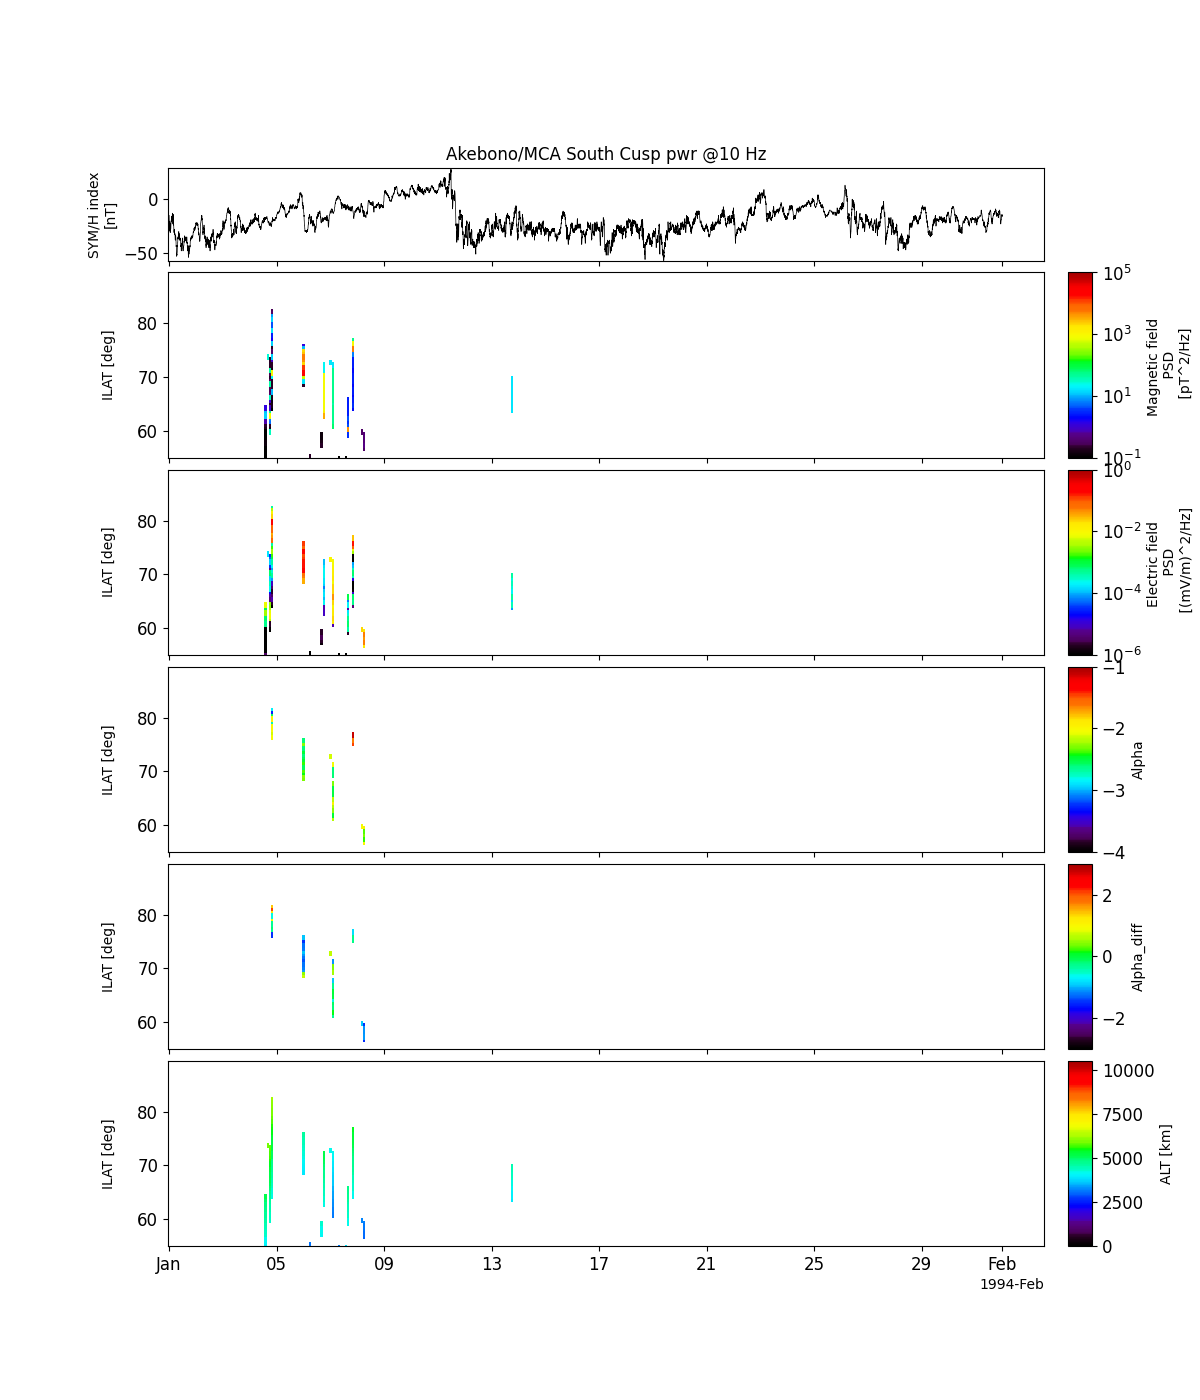 Akebono/MCA South Cusp pwr @10 Hz
SYM/H index
[nT]
0
−50
ILAT [deg]
80
70
60
10^5
10^3
10^1
10^−1
Magnetic field
PSD
[pT^2/Hz]
ILAT [deg]
80
70
60
10^0
10^−2
10^−4
10^−6
Electric field
PSD
[(mV/m)^2/Hz]
ILAT [deg]
80
70
60
−1
−2
−3
−4
Alpha
ILAT [deg]
80
70
60
2
0
−2
Alpha_diff
ILAT [deg]
80
70
60
10000
7500
5000
2500
0
ALT [km]
Jan 05 09 13 17 21 25 29 Feb
1994-Feb